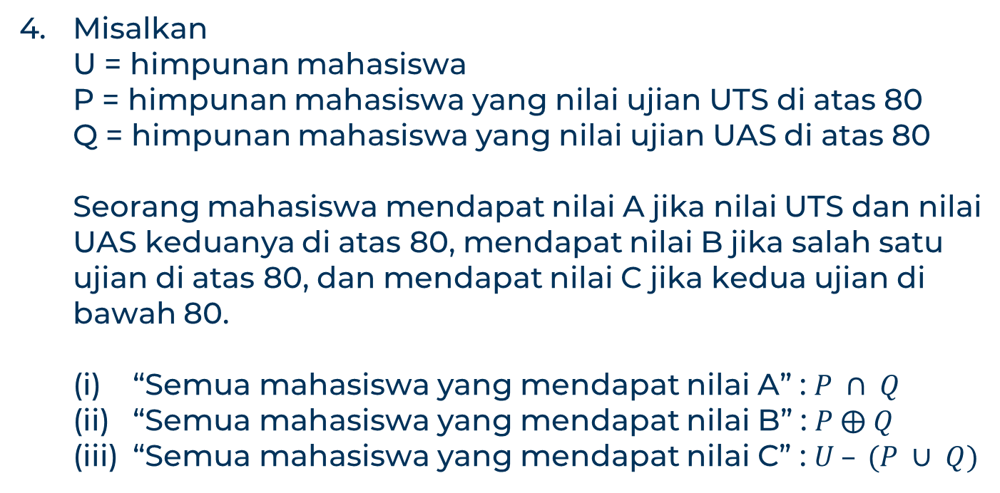 4. Misalkan
U = himpunan mahasiswa
P = himpunan mahasiswa yang nilai ujian UTS di atas 80
Q = himpunan mahasiswa yang nilai ujian UAS di atas 80
Seorang mahasiswa mendapat nilai A jika nilai UTS dan nilai
UAS keduanya di atas 80, mendapat nilai B jika salah satu
ujian di atas 80, dan mendapat nilai C jika kedua ujian di
bawah 80.
(i) “Semua mahasiswa yang mendapat nilai A” : P ∩ Q
(ii) “Semua mahasiswa yang mendapat nilai B” : P ⊕ Q
(iii) “Semua mahasiswa yang mendapat nilai C” : U – (P ∪ Q)